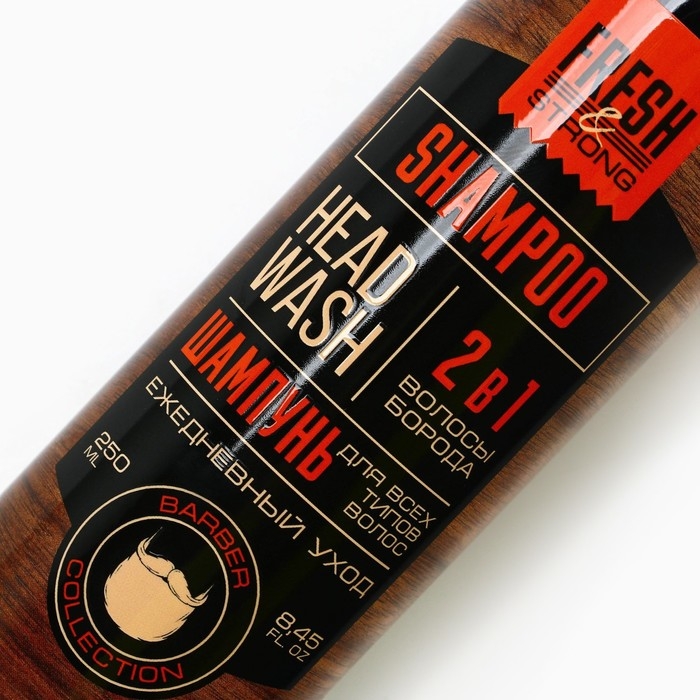 FRESH
&
STRONG
SHAMPOO
HEAD
WASH
2 В 1
ВОЛОСЫ
БОРОДА
ШАМПУНЬ
ДЛЯ ВСЕХ
ТИПОВ
ВОЛОС
ЕЖЕДНЕВНЫЙ УХОД
250
ML
BARBER
COLLECTION
8,45
FL. OZ